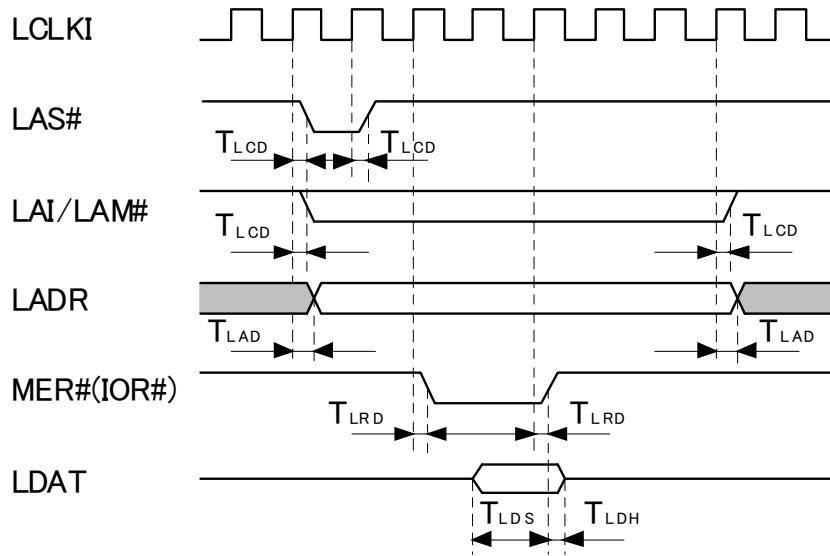 LCLKI
LAS#
TLCD TLCD
LAI/LAM#
TLCD TLCD
LADR
TLAD TLAD
MER#(IOR#)
TLRD TLRD
LDAT
TLDS TLDH